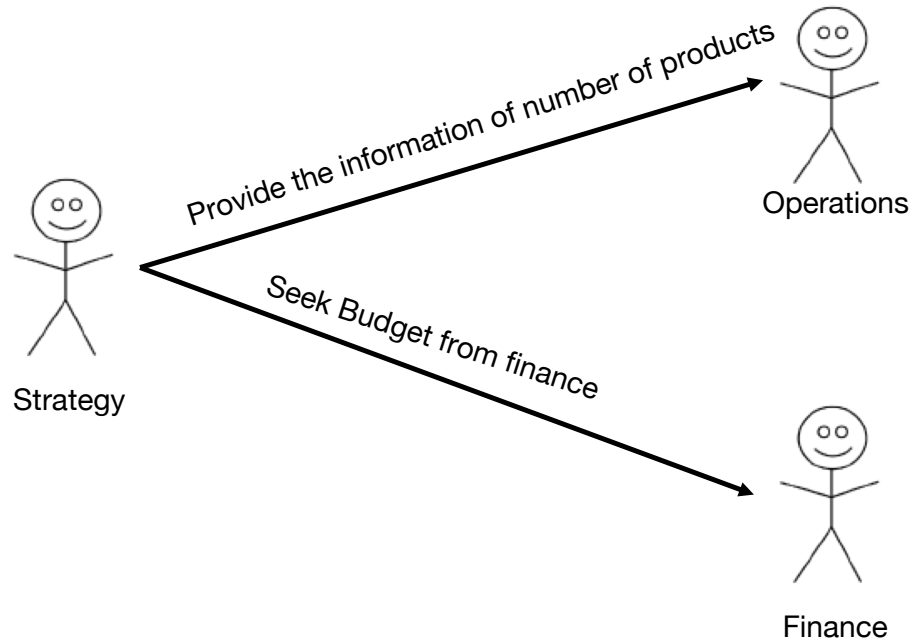 Provide the information of number of products
Operations
Seek Budget from finance
Strategy
Finance